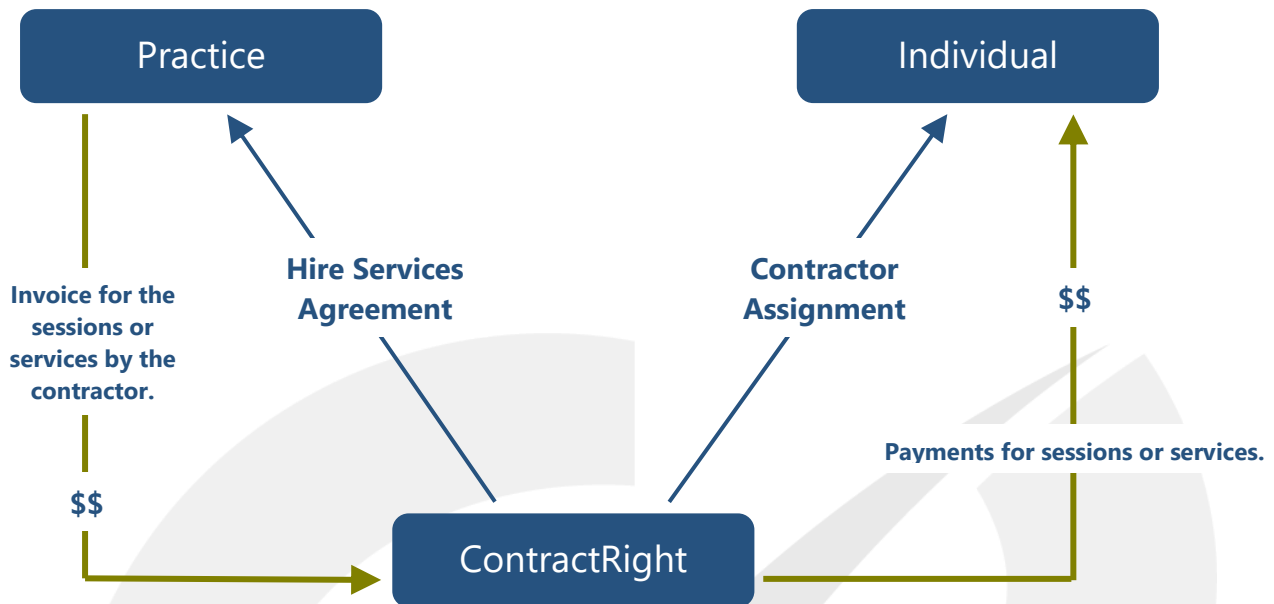 Practice
Individual
Hire Services
Agreement
Contractor
Assignment
Invoice for the
sessions or
services by the
contractor.
$$
Payments for sessions or services.
$$
ContractRight